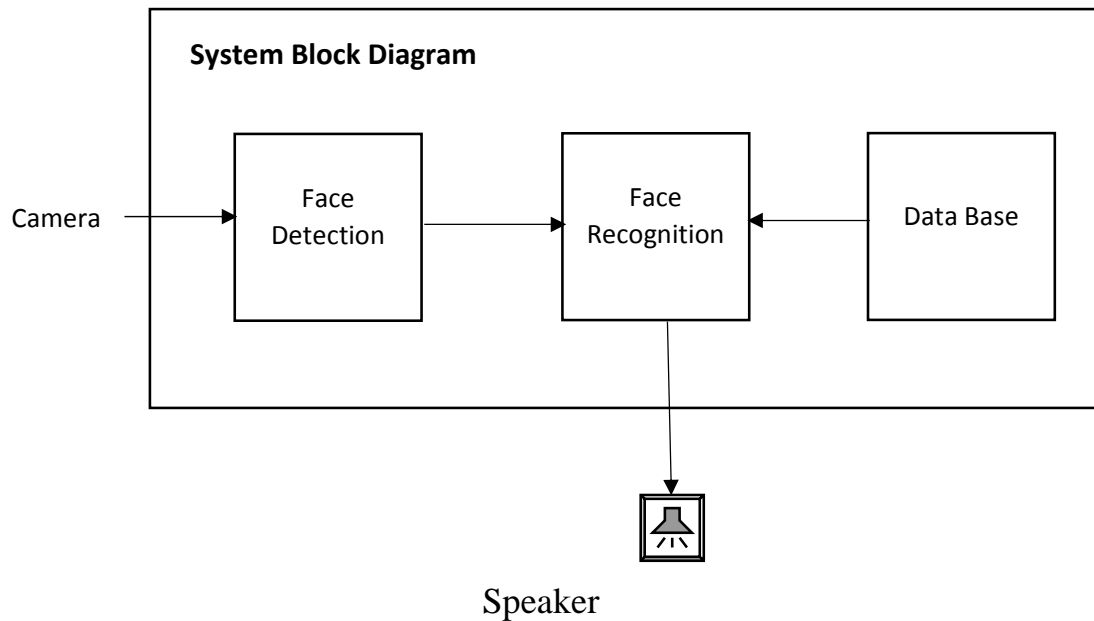 System Block Diagram
Camera
Face
Detection
Face
Recognition
Data Base
Speaker